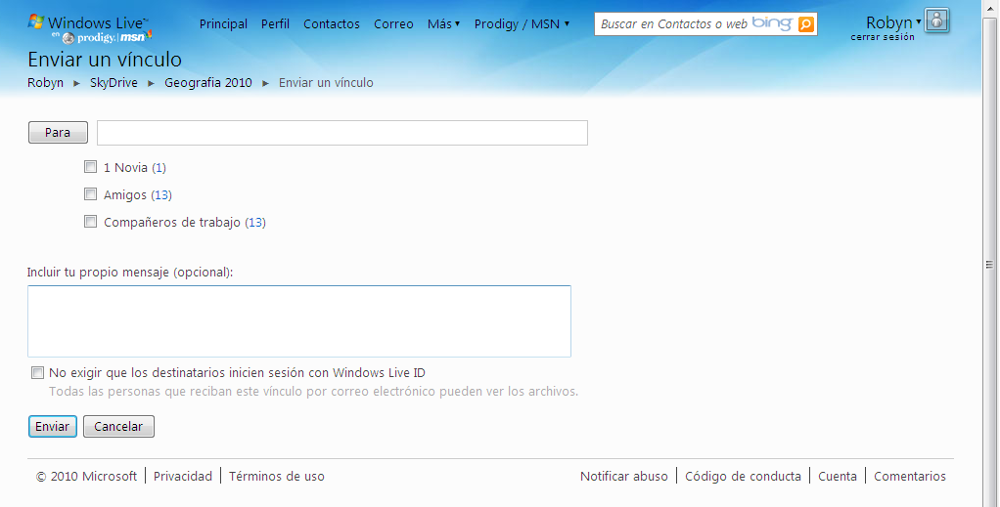 Windows Live™
en prodigy | msn
Principal Perfil Contactos Correo Más Prodigy / MSN
Buscar en Contactos o web bing
Robyn
cerrar sesión
Enviar un vínculo
Robyn ► SkyDrive ► Geografia 2010 ► Enviar un vínculo
Para
1 Novia (1)
Amigos (13)
Compañeros de trabajo (13)
Incluir tu propio mensaje (opcional):
No exigir que los destinatarios inicien sesión con Windows Live ID
Todas las personas que reciban este vínculo por correo electrónico pueden ver los archivos.
Enviar Cancelar
© 2010 Microsoft | Privacidad | Términos de uso Notificar abuso | Código de conducta | Cuenta | Comentarios